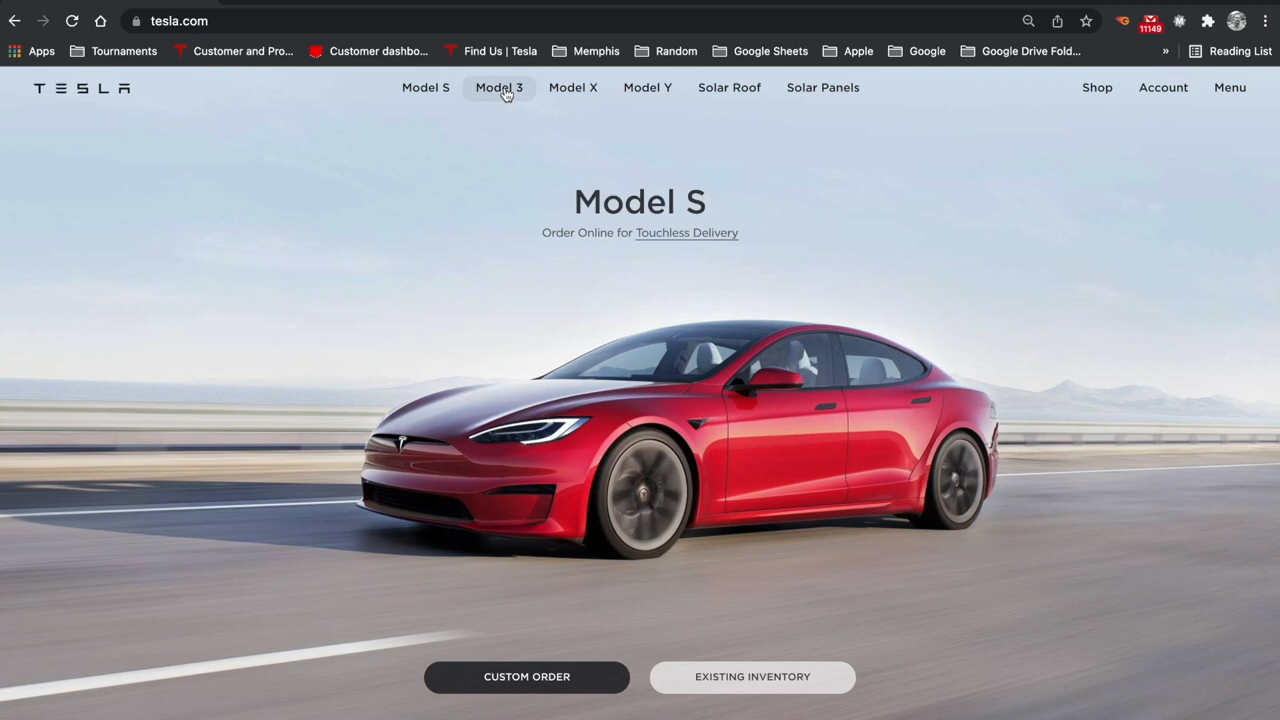 tesla.com
11149
Apps Tournaments Customer and Pro... Customer dashbo... Find Us | Tesla Memphis Random Google Sheets Apple Google Google Drive Fold... » Reading List
TESLA Model S Model 3 Model X Model Y Solar Roof Solar Panels Shop Account Menu
Model S
Order Online for Touchless Delivery
CUSTOM ORDER EXISTING INVENTORY